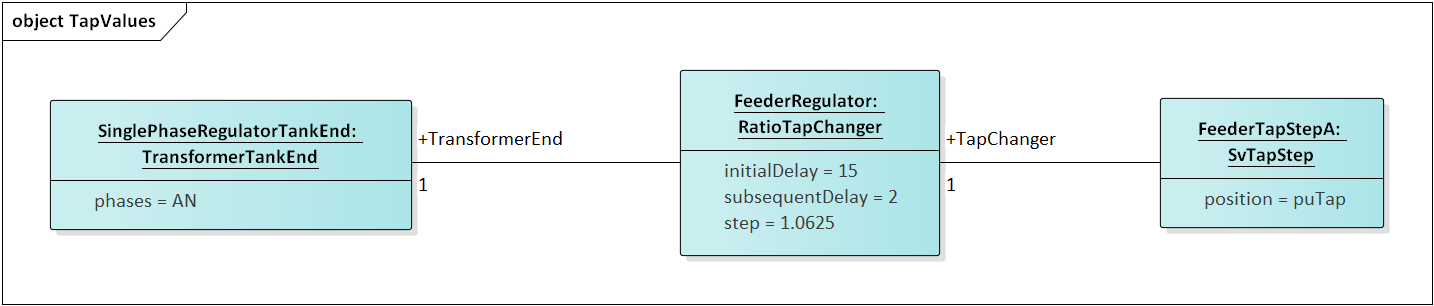 object TapValues
SinglePhaseRegulatorTankEnd:
TransformerTankEnd
phases = AN
+TransformerEnd
1
FeederRegulator:
RatioTapChanger
initialDelay = 15
subsequentDelay = 2
step = 1.0625
+TapChanger
1
FeederTapStepA:
SvTapStep
position = puTap